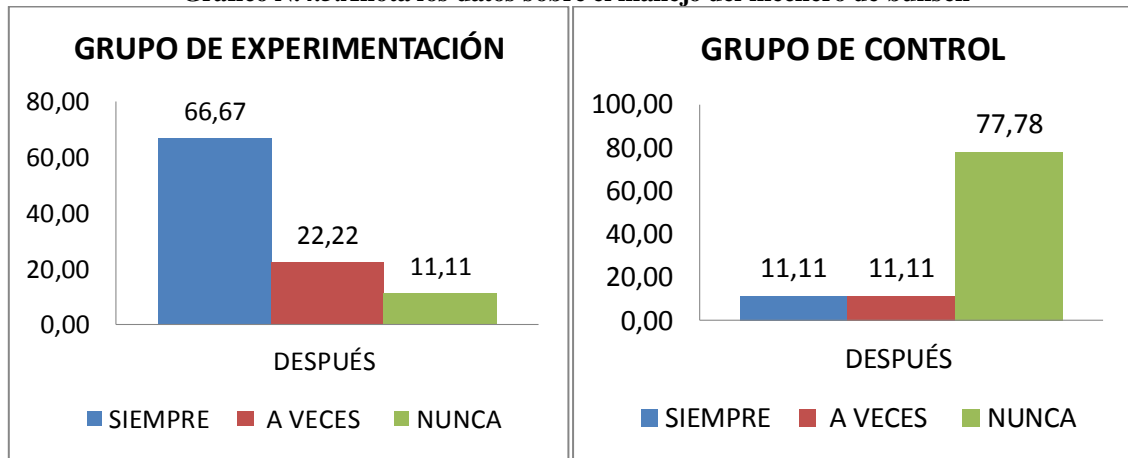 GRUPO DE EXPERIMENTACIÓN
80,00
60,00
40,00
20,00
0,00
66,67
22,22
11,11
DESPUÉS
SIEMPRE A VECES NUNCA
GRUPO DE CONTROL
100,00
80,00
60,00
40,00
20,00
0,00
11,11
11,11
77,78
DESPUÉS
SIEMPRE A VECES NUNCA